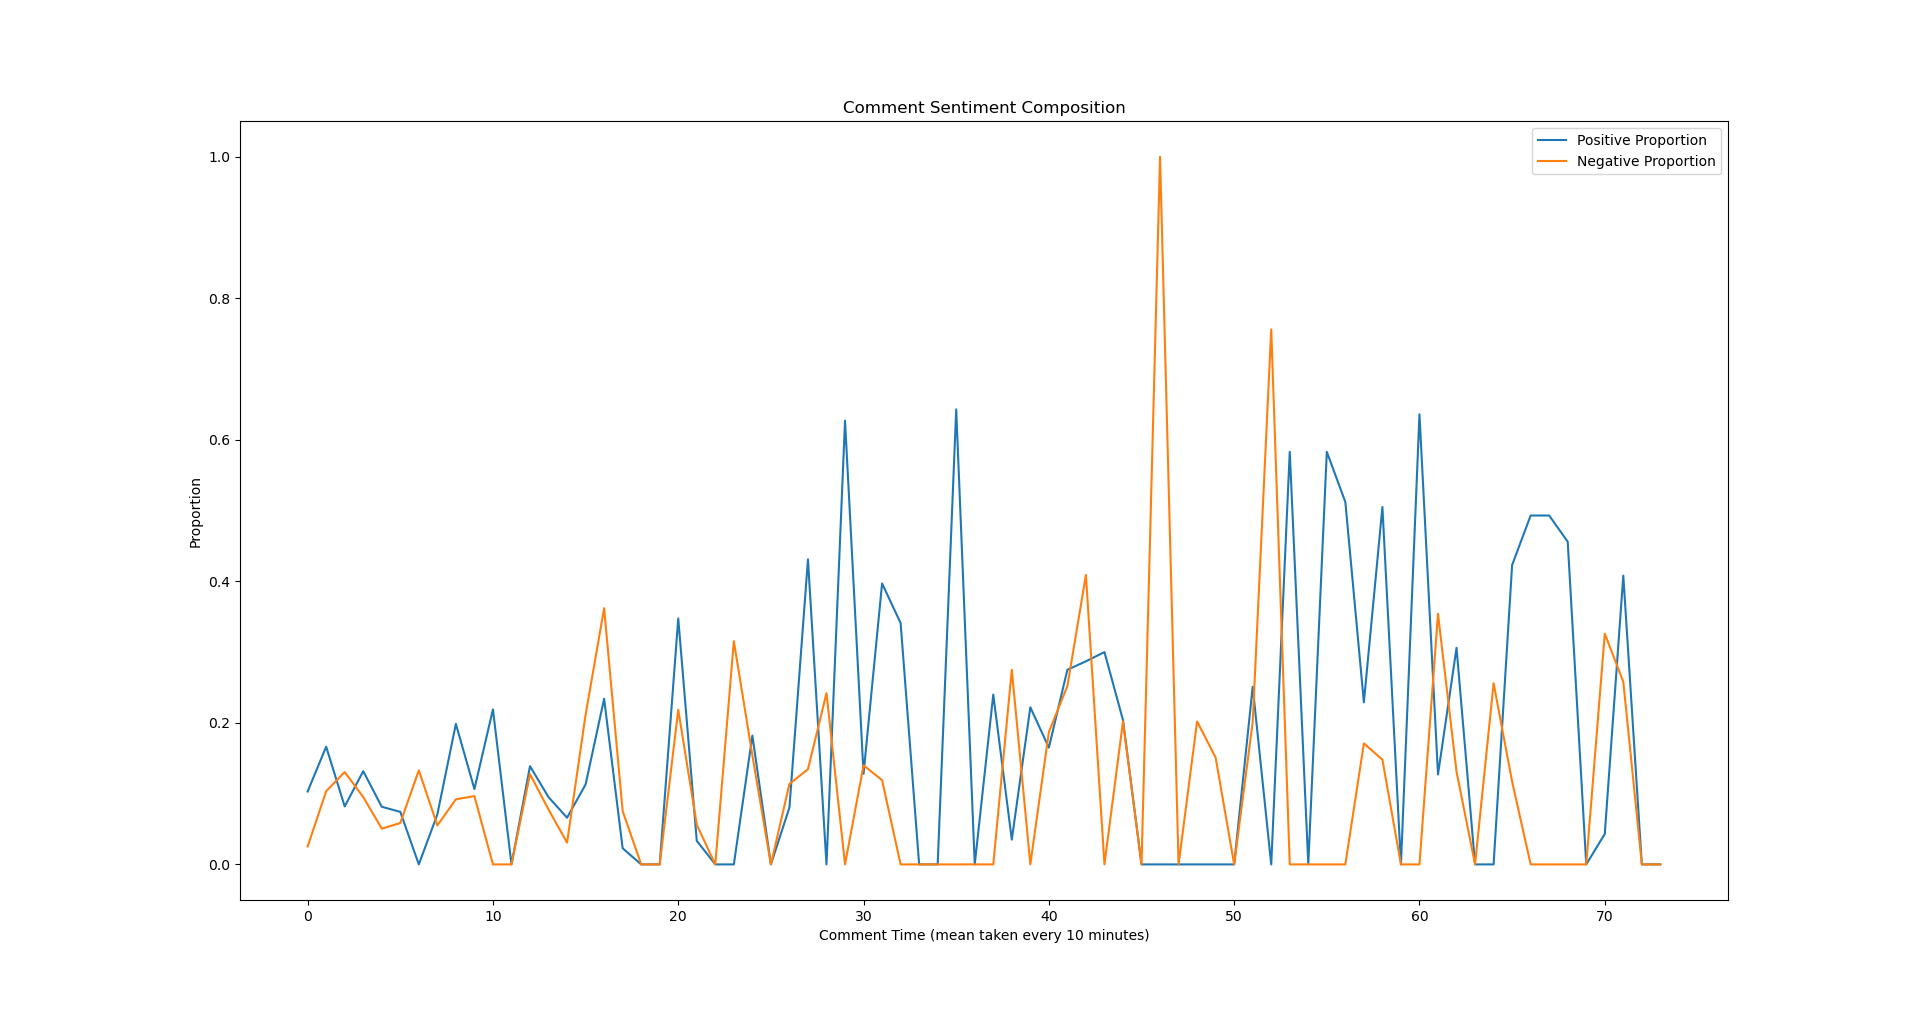 Comment Sentiment Composition
Positive Proportion
Negative Proportion
1.0
0.8
0.6
0.4
0.2
0.0
Proportion
0 10 20 30 40 50 60 70
Comment Time (mean taken every 10 minutes)